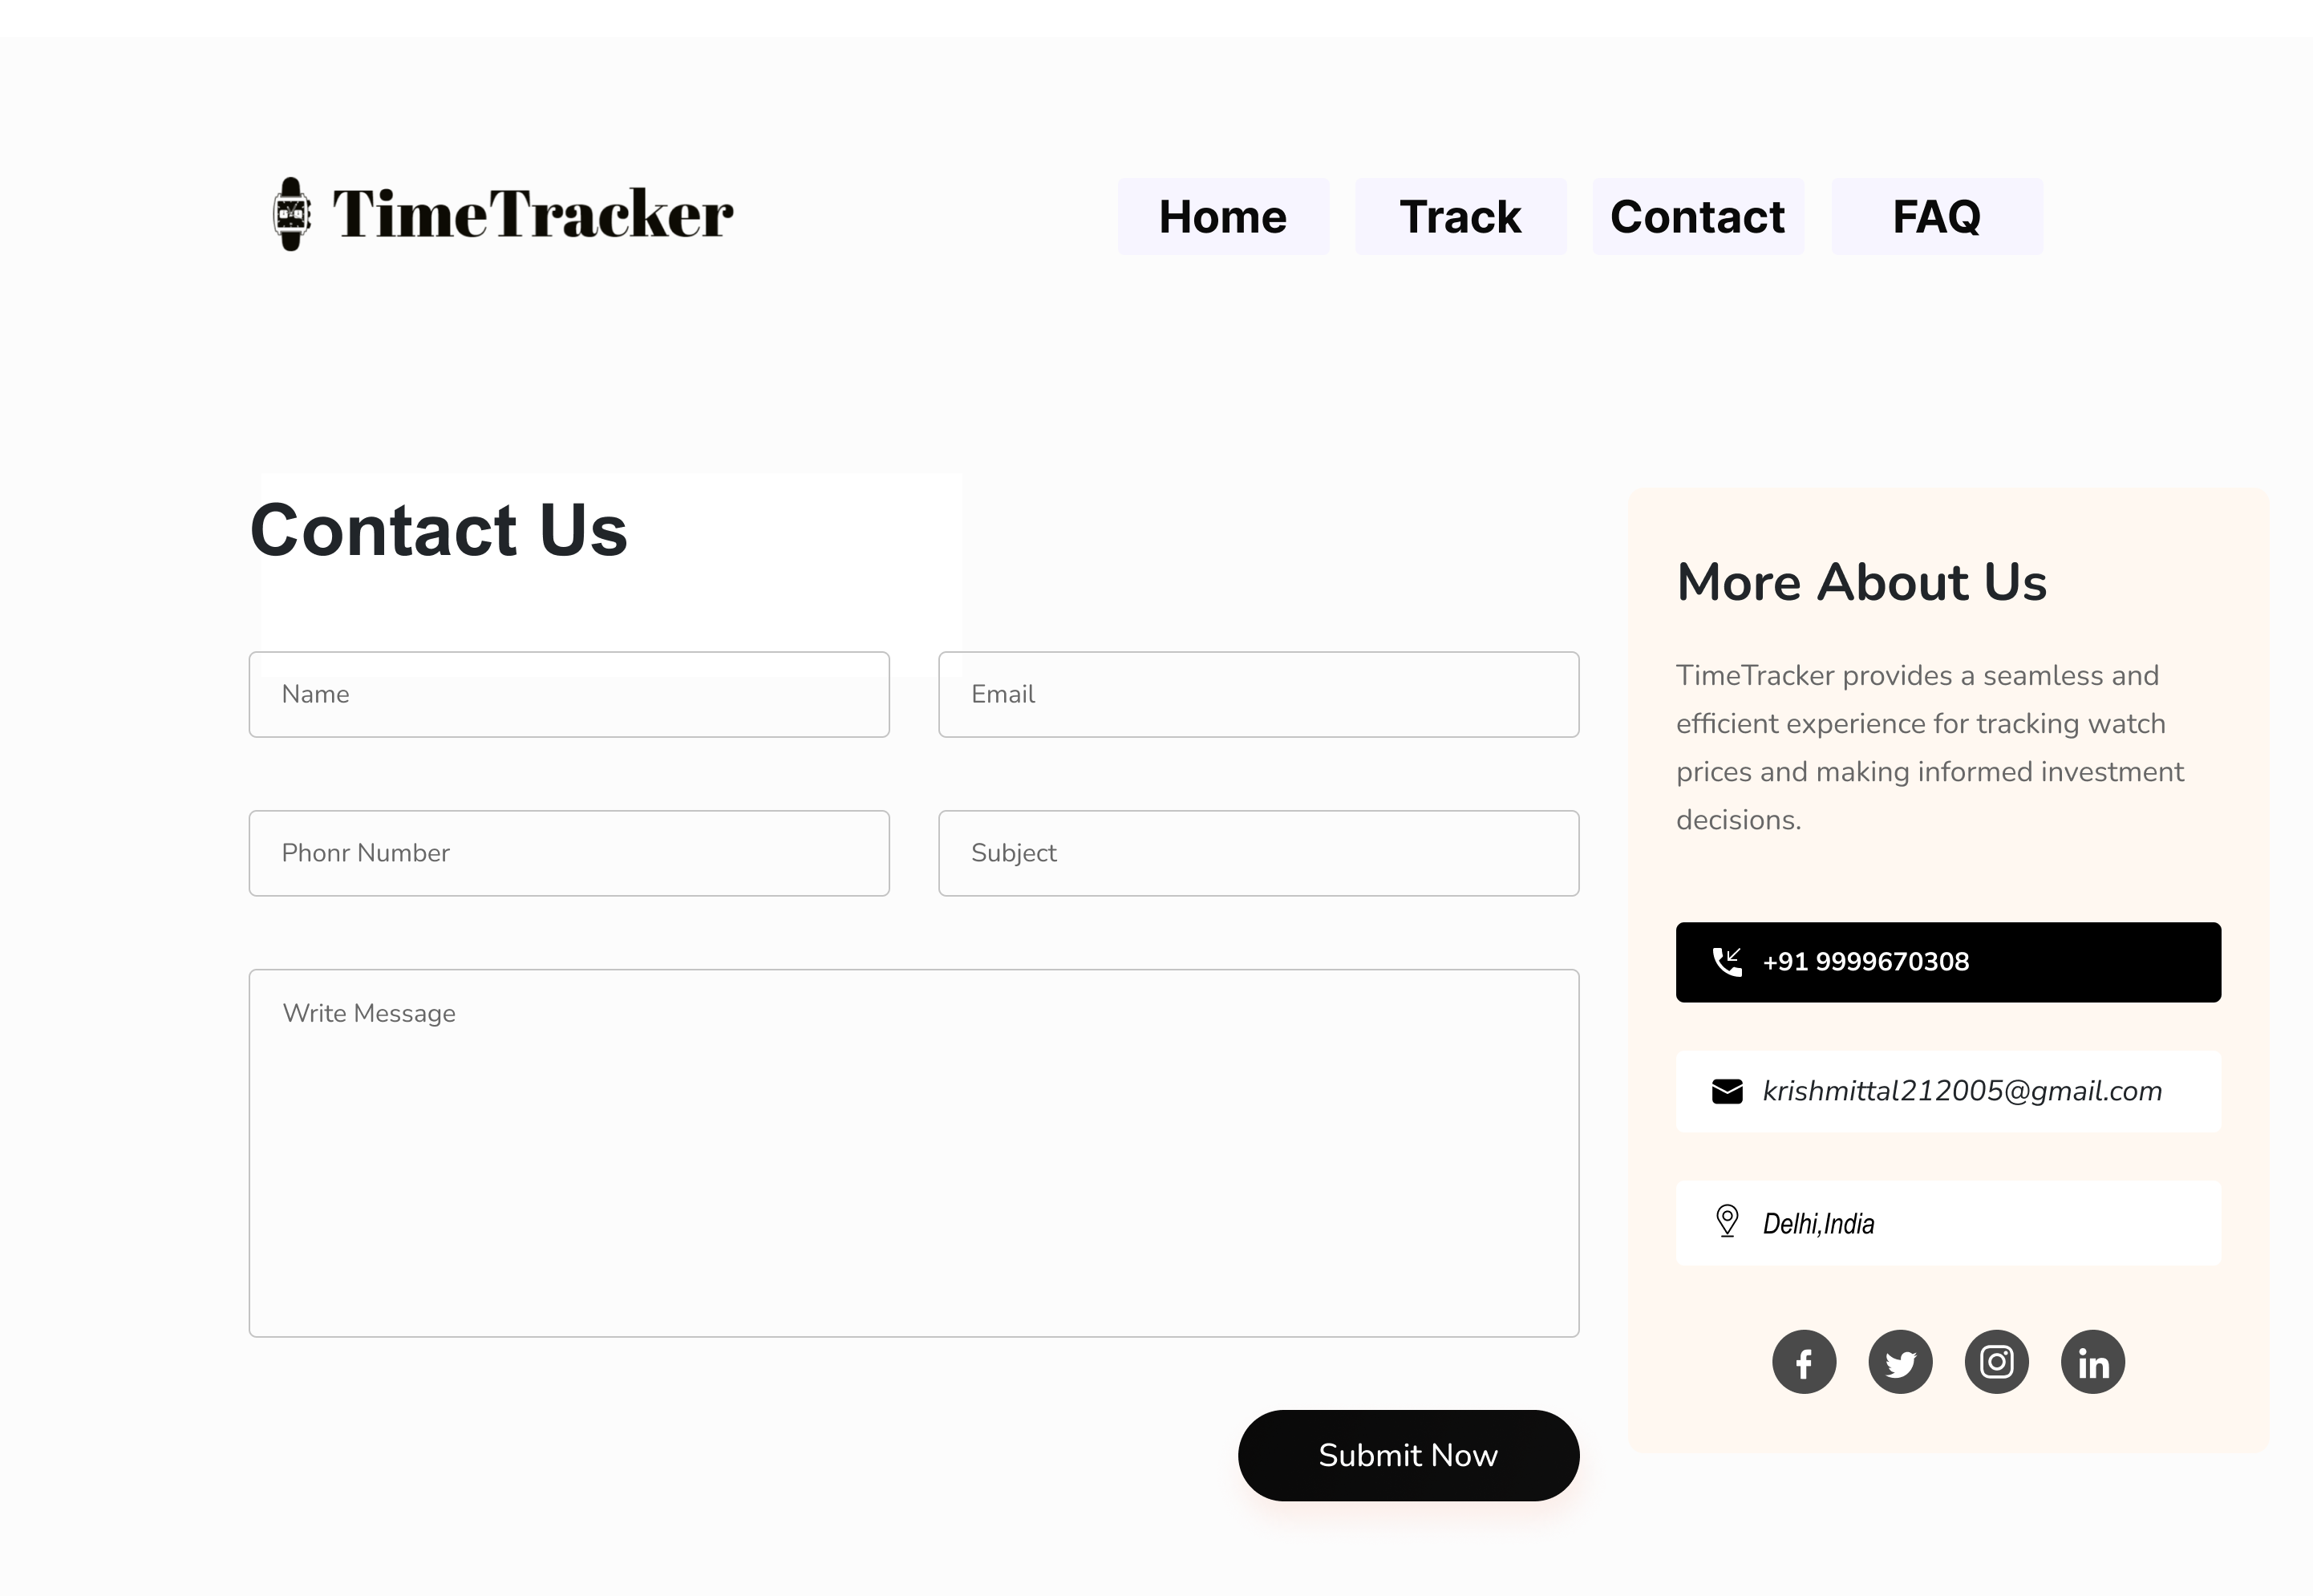 TimeTracker
Home Track Contact FAQ
Contact Us
Name
Email
Phonr Number
Subject
Write Message
Submit Now
More About Us
TimeTracker provides a seamless and
efficient experience for tracking watch
prices and making informed investment
decisions.
+91 9999670308
krishmittal212005@gmail.com
Delhi,India